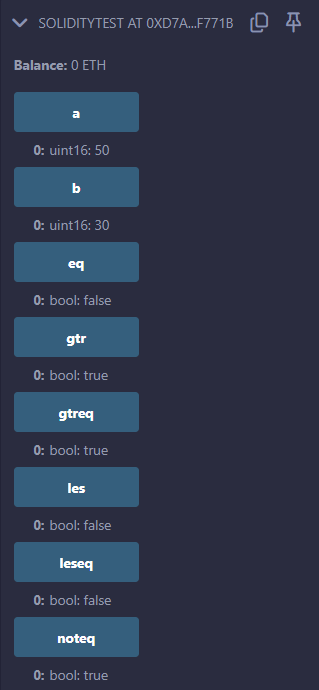 SOLIDITYTEST AT 0XD7A...F771B
Balance: 0 ETH
a
0: uint16: 50
b
0: uint16: 30
eq
0: bool: false
gtr
0: bool: true
gtreq
0: bool: true
les
0: bool: false
leseq
0: bool: false
noteq
0: bool: true